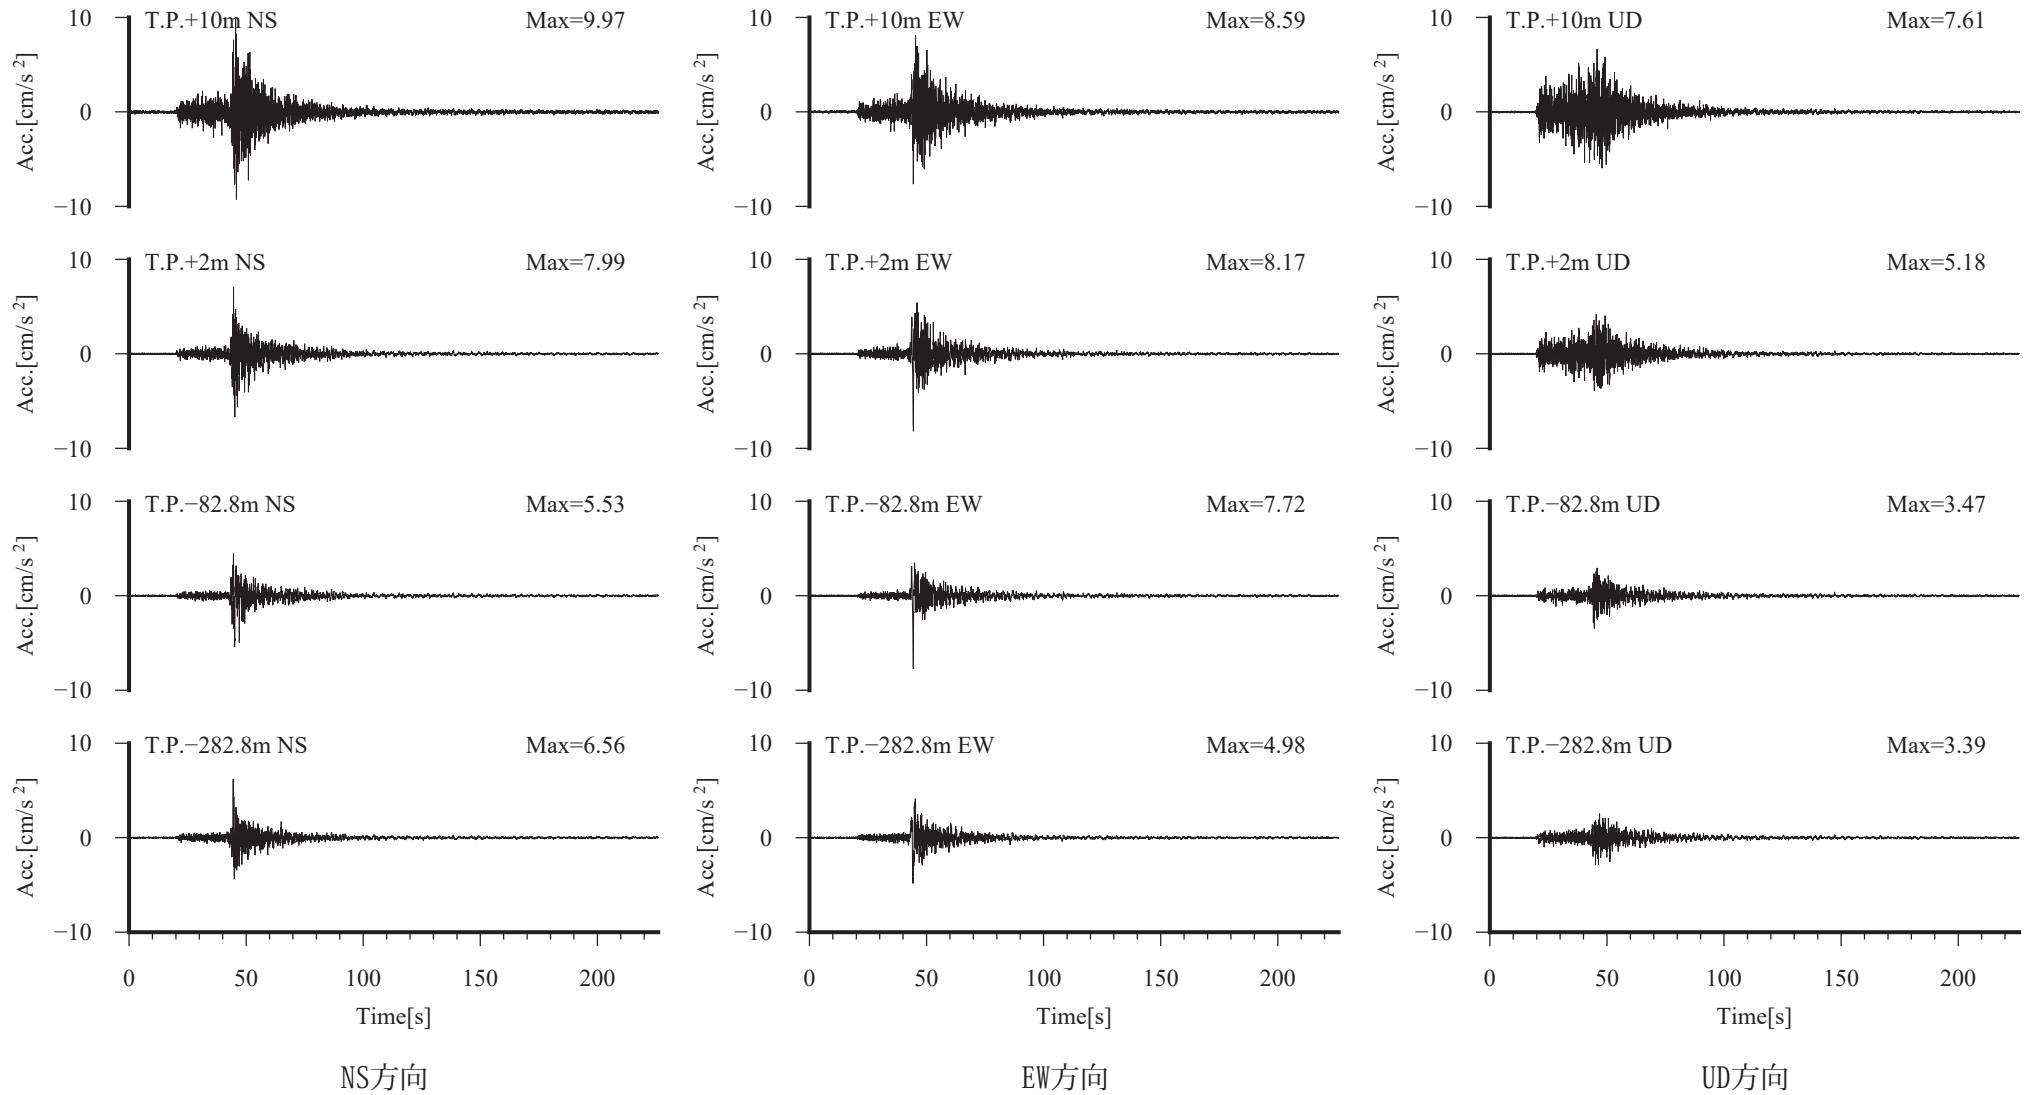 10 T.P.+10m NS Max=9.97
Acc.[cm/s 2]
0
−10
10 T.P.+2m NS Max=7.99
Acc.[cm/s 2]
0
−10
10 T.P.−82.8m NS Max=5.53
Acc.[cm/s 2]
0
−10
10 T.P.−282.8m NS Max=6.56
Acc.[cm/s 2]
0
−10
0 50 100 150 200
Time[s]
NS方向
10 T.P.+10m EW Max=8.59
Acc.[cm/s 2]
0
−10
10 T.P.+2m EW Max=8.17
Acc.[cm/s 2]
0
−10
10 T.P.−82.8m EW Max=7.72
Acc.[cm/s 2]
0
−10
10 T.P.−282.8m EW Max=4.98
Acc.[cm/s 2]
0
−10
0 50 100 150 200
Time[s]
EW方向
10 T.P.+10m UD Max=7.61
Acc.[cm/s 2]
0
−10
10 T.P.+2m UD Max=5.18
Acc.[cm/s 2]
0
−10
10 T.P.−82.8m UD Max=3.47
Acc.[cm/s 2]
0
−10
10 T.P.−282.8m UD Max=3.39
Acc.[cm/s 2]
0
−10
0 50 100 150 200
Time[s]
UD方向